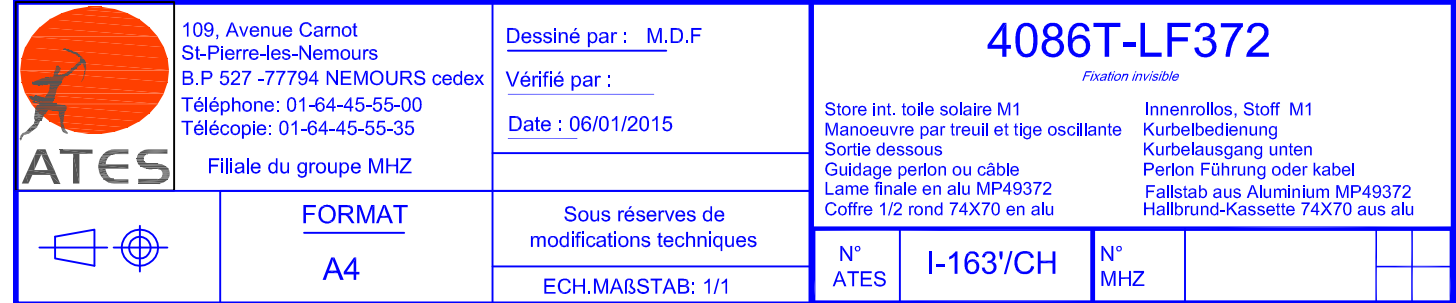 109, Avenue Carnot
St-Pierre-les-Nemours
B.P 527 -77794 NEMOURS cedex
Téléphone: 01-64-45-55-00
Télécopie: 01-64-45-55-35
Filiale du groupe MHZ
ATES
Dessiné par : M.D.F
Vérifié par :
Date : 06/01/2015
FORMAT
A4
Sous réserves de
modifications techniques
ECH.MAßSTAB: 1/1
4086T-LF372
Fixation invisible
Store int. toile solaire M1
Manoeuvre par treuil et tige oscillante
Sortie dessous
Guidage perlon ou câble
Lame finale en alu MP49372
Coffre 1/2 rond 74X70 en alu
Innenrollos, Stoff M1
Kurbelbedienung
Kurbelausgang unten
Perlon Führung oder kabel
Fallstab aus Aluminium MP49372
Hallbrund-Kassette 74X70 aus alu
N°
ATES
I-163'/CH
N°
MHZ